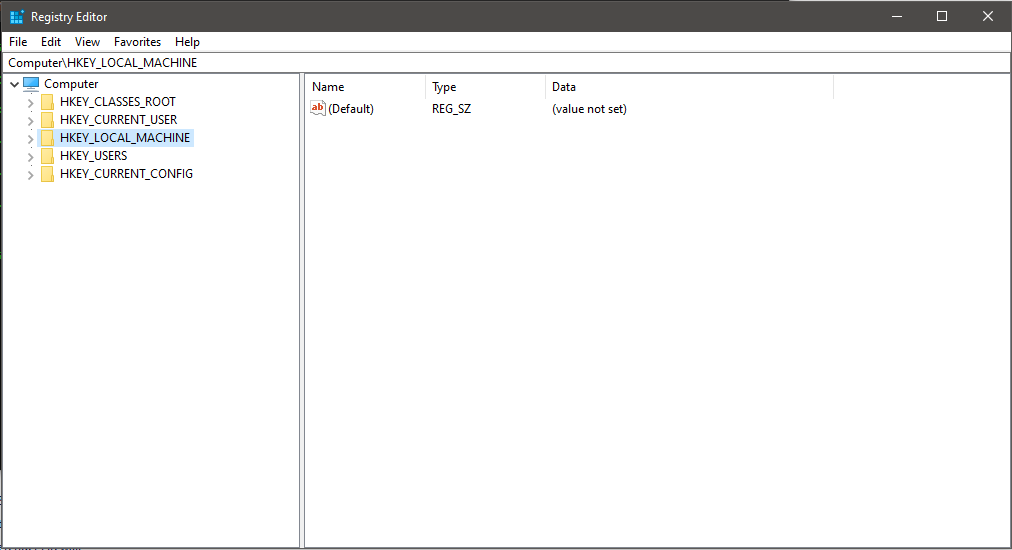 Registry Editor
File Edit View Favorites Help
Computer\HKEY_LOCAL_MACHINE
Computer
HKEY_CLASSES_ROOT
HKEY_CURRENT_USER
HKEY_LOCAL_MACHINE
HKEY_USERS
HKEY_CURRENT_CONFIG
Name Type Data
ab (Default) REG_SZ (value not set)